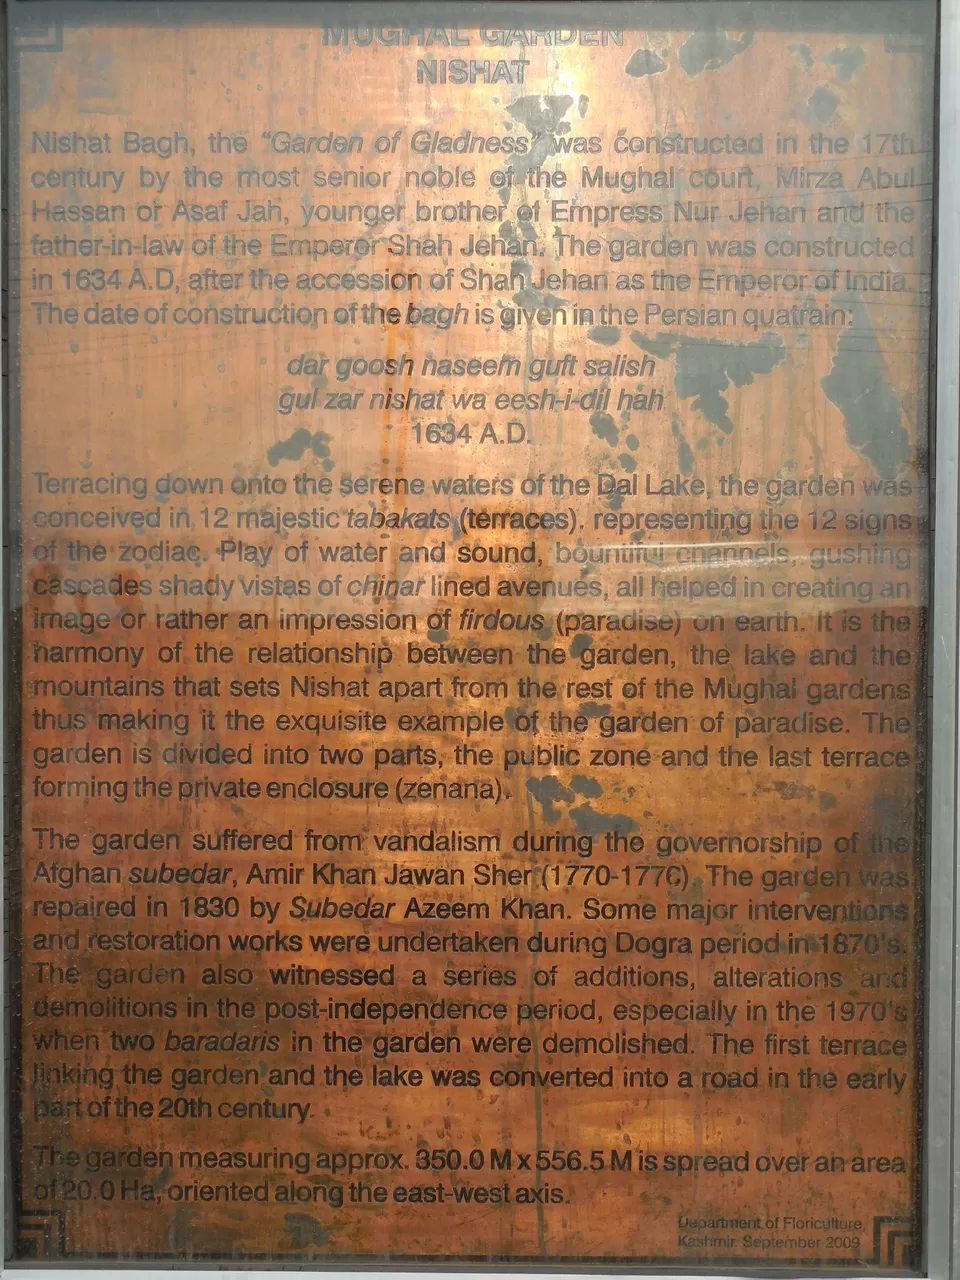 MUGHAL GARDEN
NISHAT
Nishat Bagh, the “Garden of Gladness” was constructed in the 17th
century by the most senior noble of the Mughal court, Mirza Abul
Hassan or Asaf Jah, younger brother of Empress Nur Jehan and the
father-in-law of the Emperor Shah Jehan. The garden was constructed
in 1634 A.D, after the accession of Shah Jehan as the Emperor of India.
The date of construction of the bagh is given in the Persian quatrain:
dar goosh naseem guft salish
gul zar nishat wa eesh-i-dil hah
1634 A.D.
Terracing down onto the serene waters of the Dal Lake, the garden was
conceived in 12 majestic tabakats (terraces). representing the 12 signs
of the zodiac. Play of water and sound, bountiful channels, gushing
cascades shady vistas of chinar lined avenues, all helped in creating an
image or rather an impression of firdous (paradise) on earth. It is the
harmony of the relationship between the garden, the lake and the
mountains that sets Nishat apart from the rest of the Mughal gardens
thus making it the exquisite example of the garden of paradise. The
garden is divided into two parts, the public zone and the last terrace
forming the private enclosure (zenana).
The garden suffered from vandalism during the governorship of the
Afghan subedar, Amir Khan Jawan Sher (1770-1776). The garden was
repaired in 1830 by Subedar Azeem Khan. Some major interventions
and restoration works were undertaken during Dogra period in 1870's.
The garden also witnessed a series of additions, alterations and
demolitions in the post-independence period, especially in the 1970's
when two baradaris in the garden were demolished. The first terrace
linking the garden and the lake was converted into a road in the early
part of the 20th century.
The garden measuring approx. 350.0 M x 556.5 M is spread over an area
of 20.0 Ha, oriented along the east-west axis.
Department of Floriculture,
Kashmir. September 2009